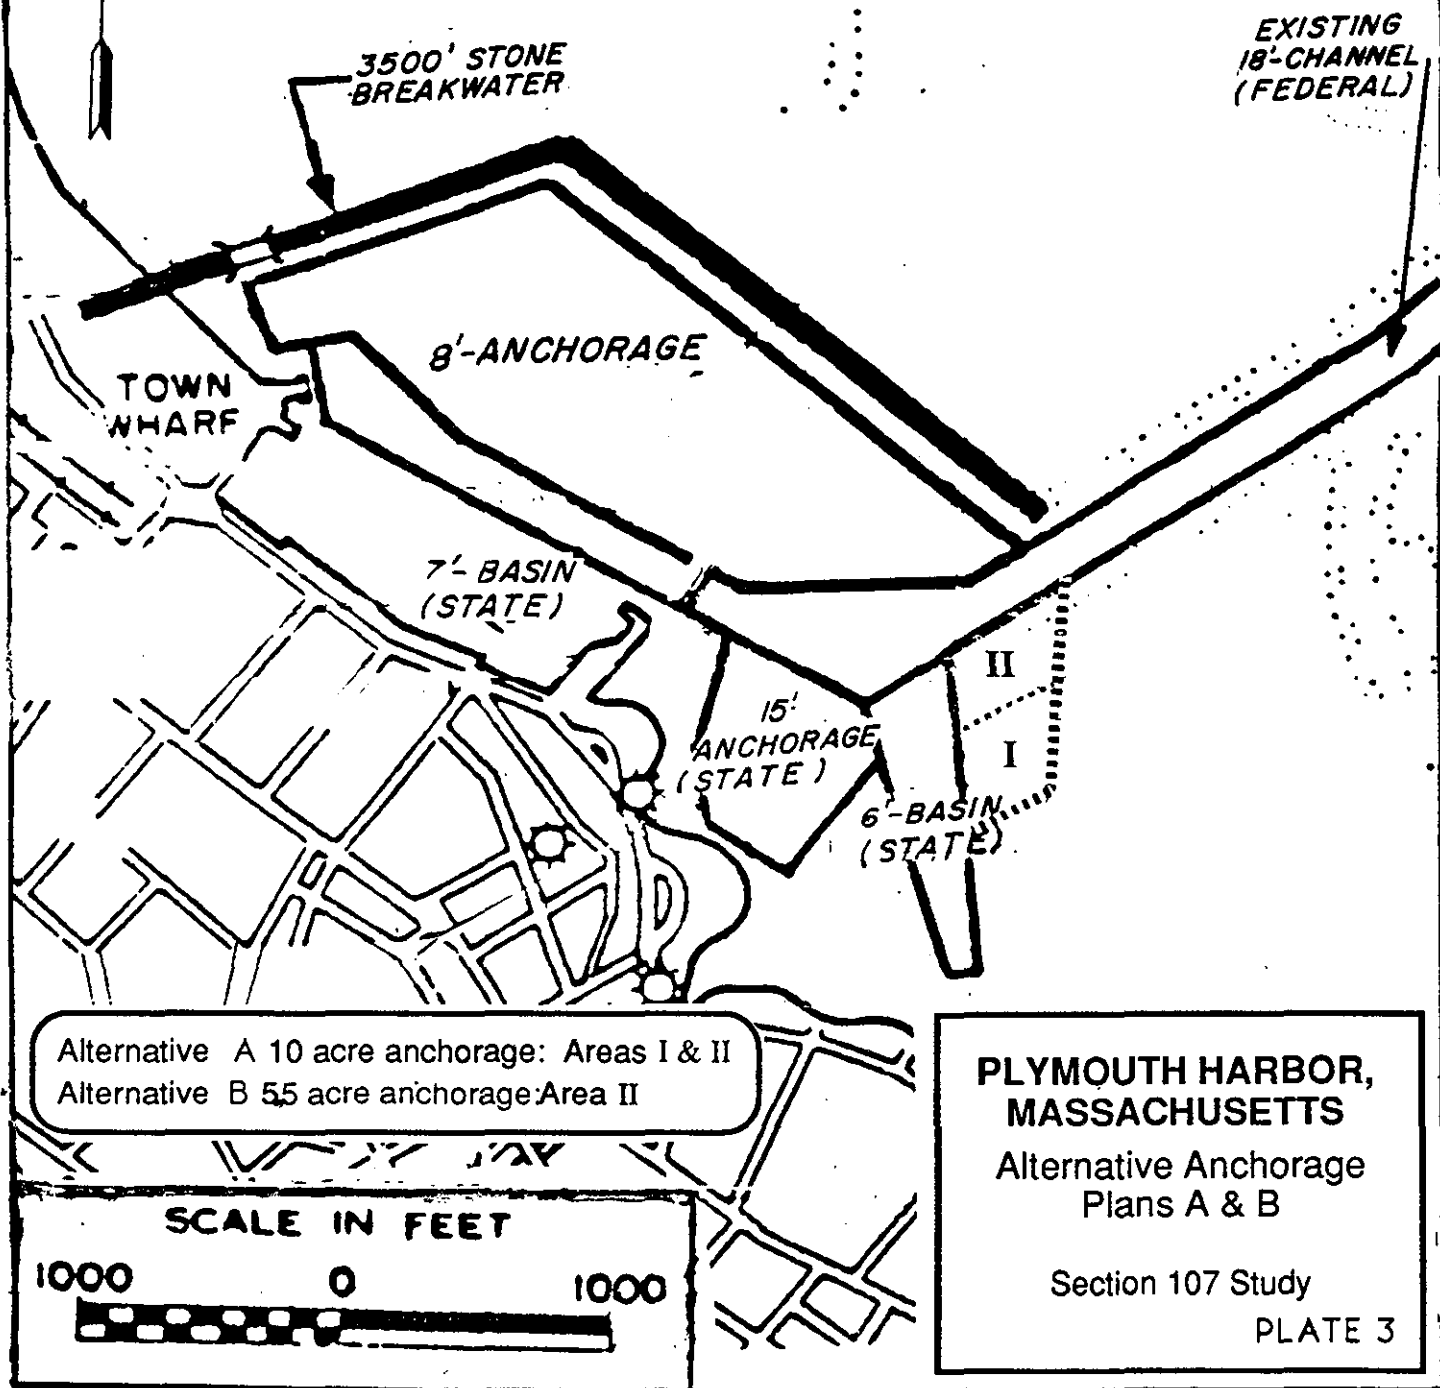 3500' STONE
BREAKWATER
EXISTING
18'-CHANNEL
(FEDERAL)
8'-ANCHORAGE
TOWN
WHARF
7'-BASIN
(STATE)
II
15'
ANCHORAGE
(STATE)
I
6'-BASIN
(STATE)
Alternative A 10 acre anchorage: Areas I & II
Alternative B 5.5 acre anchorage:Area II
PLYMOUTH HARBOR,
MASSACHUSETTS
Alternative Anchorage
Plans A & B
Section 107 Study
PLATE 3
SCALE IN FEET
1000 0 1000